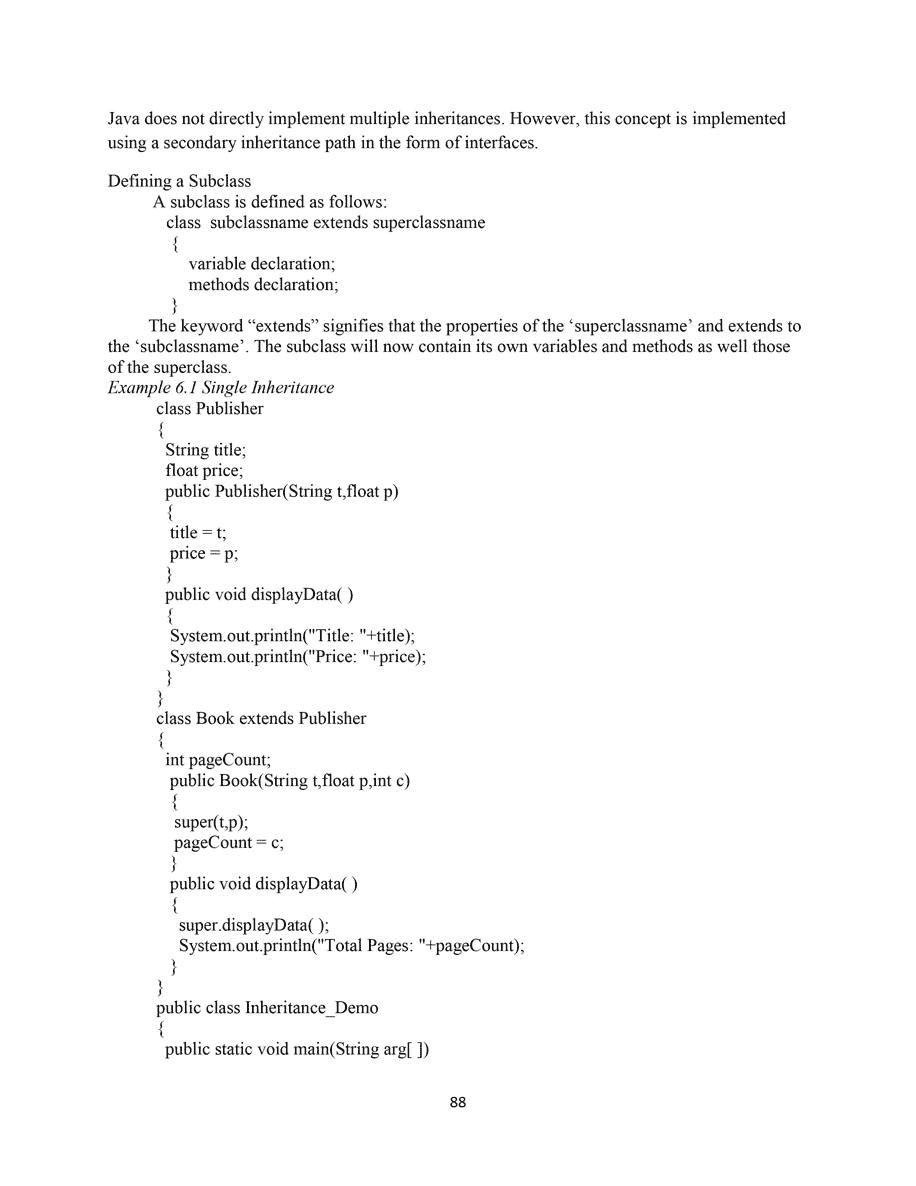 Java does not directly implement multiple inheritances. However, this concept is implemented
using a secondary inheritance path in the form of interfaces.
Defining a Subclass
A subclass is defined as follows:
class subclassname extends superclassname
{
variable declaration;
methods declaration;
}
The keyword “extends” signifies that the properties of the ‘superclassname’ and extends to
the ‘subclassname’. The subclass will now contain its own variables and methods as well those
of the superclass.
Example 6.1 Single Inheritance
class Publisher
{
String title;
float price;
public Publisher(String t,float p)
{
title = t;
price = p;
}
public void displayData( )
{
System.out.println("Title: "+title);
System.out.println("Price: "+price);
}
}
class Book extends Publisher
{
int pageCount;
public Book(String t,float p,int c)
{
super(t,p);
pageCount = c;
}
public void displayData( )
{
super.displayData( );
System.out.println("Total Pages: "+pageCount);
}
}
public class Inheritance_Demo
{
public static void main(String arg[ ])
88